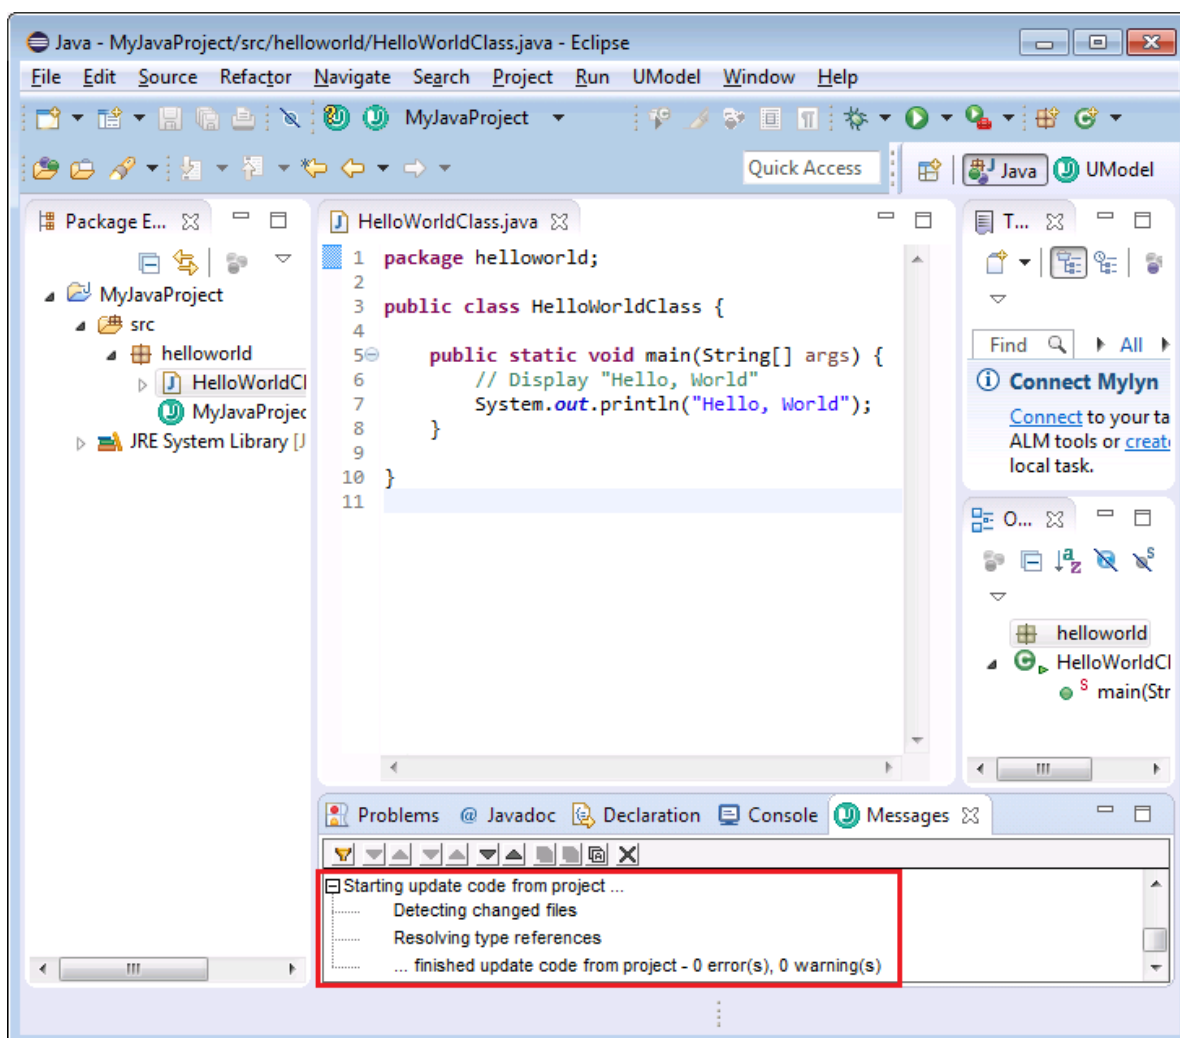 Java - MyJavaProject/src/helloworld/HelloWorldClass.java - Eclipse
File Edit Source Refactor Navigate Search Project Run UModel Window Help
MyJavaProject
Quick Access Java UModel
Package E...
MyJavaProject
src
helloworld
HelloWorldCl
MyJavaProjec
JRE System Library [J
HelloWorldClass.java
1 package helloworld;
2
3 public class HelloWorldClass {
4
5 public static void main(String[] args) {
6 // Display "Hello, World"
7 System.out.println("Hello, World");
8 }
9
10 }
11
T...
Find All
Connect Mylyn
Connect to your ta
ALM tools or create
local task.
O...
helloworld
HelloWorldCl
main(Str
Problems Javadoc Declaration Console Messages
Starting update code from project ...
Detecting changed files
Resolving type references
... finished update code from project - 0 error(s), 0 warning(s)